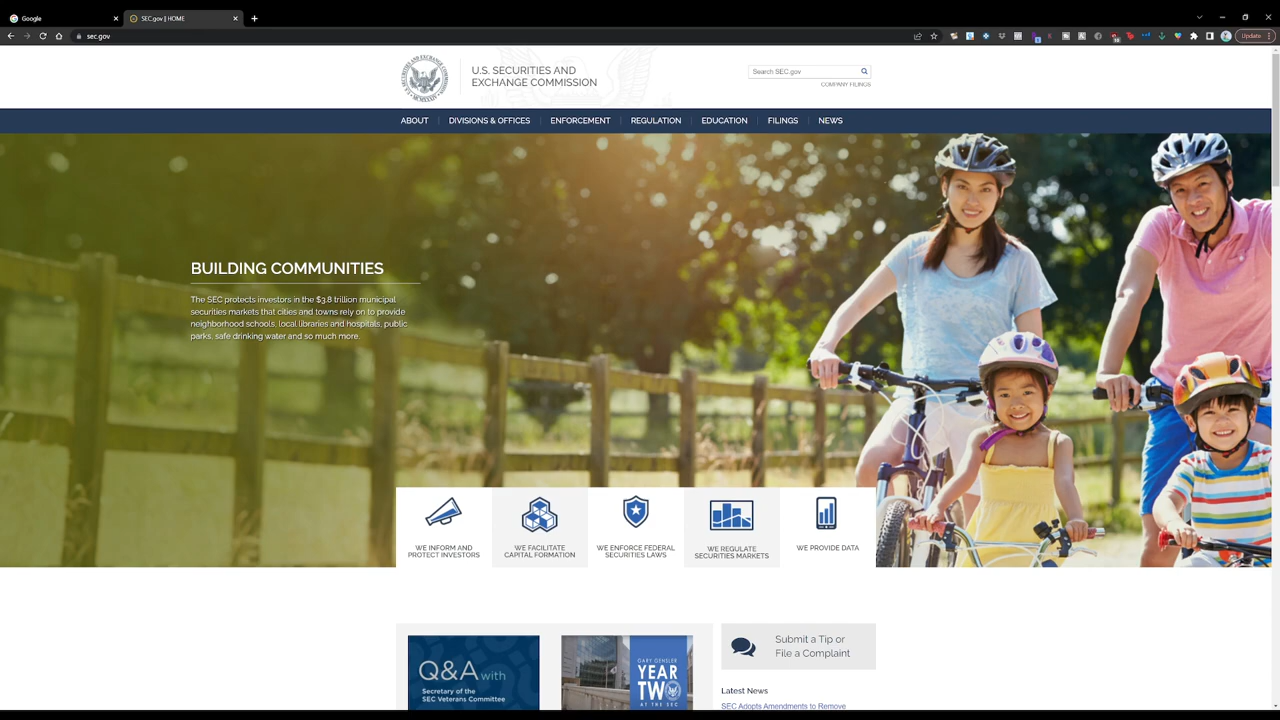 Google
SEC.gov | HOME
sec.gov
Update
U.S. SECURITIES AND
EXCHANGE COMMISSION
Search SEC.gov
COMPANY FILINGS
ABOUT
DIVISIONS & OFFICES
ENFORCEMENT
REGULATION
EDUCATION
FILINGS
NEWS
BUILDING COMMUNITIES
The SEC protects investors in the $3.8 trillion municipal
securities markets that cities and towns rely on to provide
neighborhood schools, local libraries and hospitals, public
parks, safe drinking water and so much more.
WE INFORM AND
PROTECT INVESTORS
WE FACILITATE
CAPITAL FORMATION
WE ENFORCE FEDERAL
SECURITIES LAWS
WE REGULATE
SECURITIES MARKETS
WE PROVIDE DATA
Q&A with
Secretary of the
SEC Veterans Committee
GARY GENSLER
YEAR
TWO
AT THE SEC
Submit a Tip or
File a Complaint
Latest News
SEC Adopts Amendments to Remove